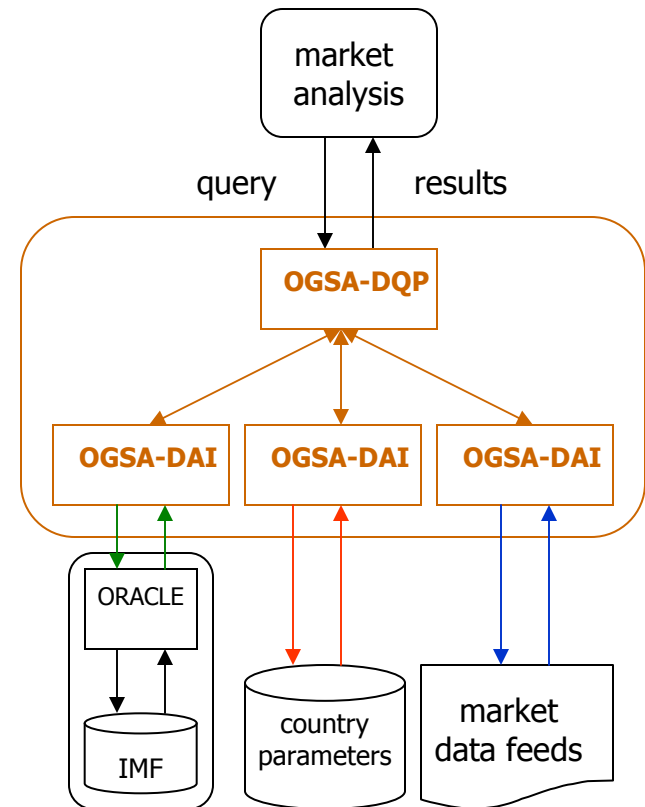 market
analysis
query
results
OGSA-DQP
OGSA-DAI
OGSA-DAI
OGSA-DAI
ORACLE
IMF
country
parameters
market
data feeds